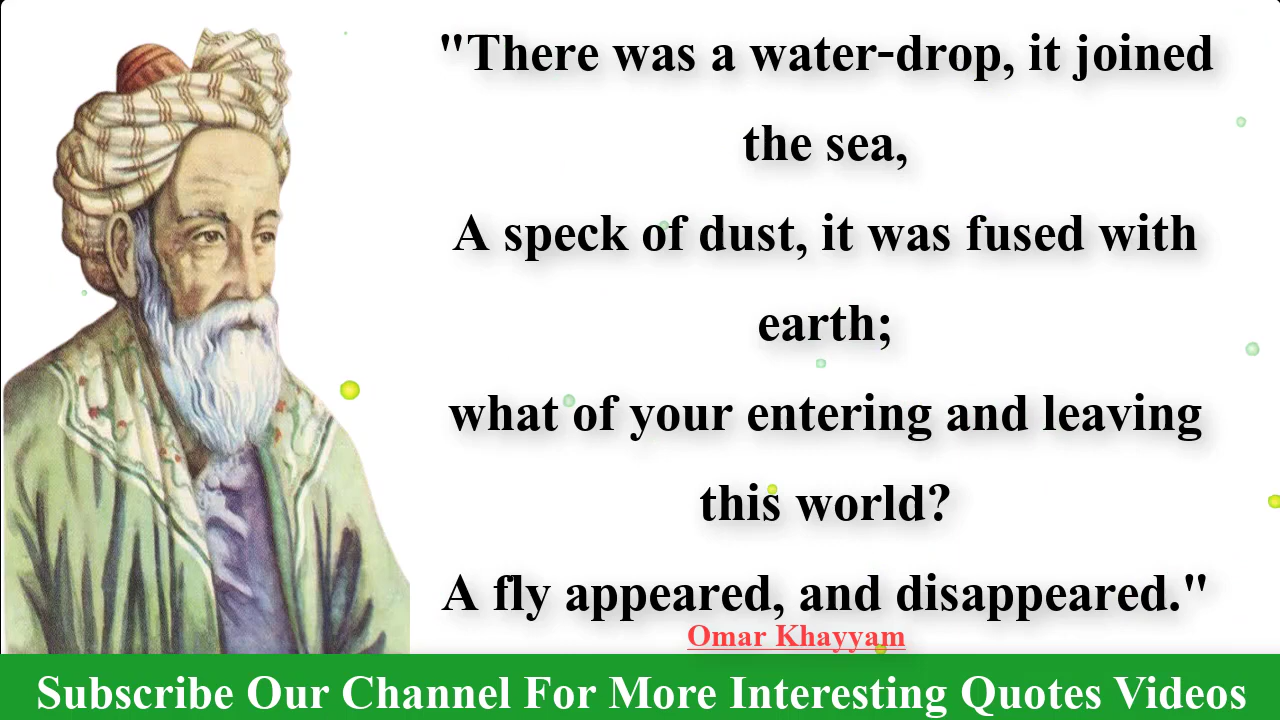 "There was a water-drop, it joined
the sea,
A speck of dust, it was fused with
earth;
what of your entering and leaving
this world?
A fly appeared, and disappeared."
Omar Khayyam
Subscribe Our Channel For More Interesting Quotes Videos